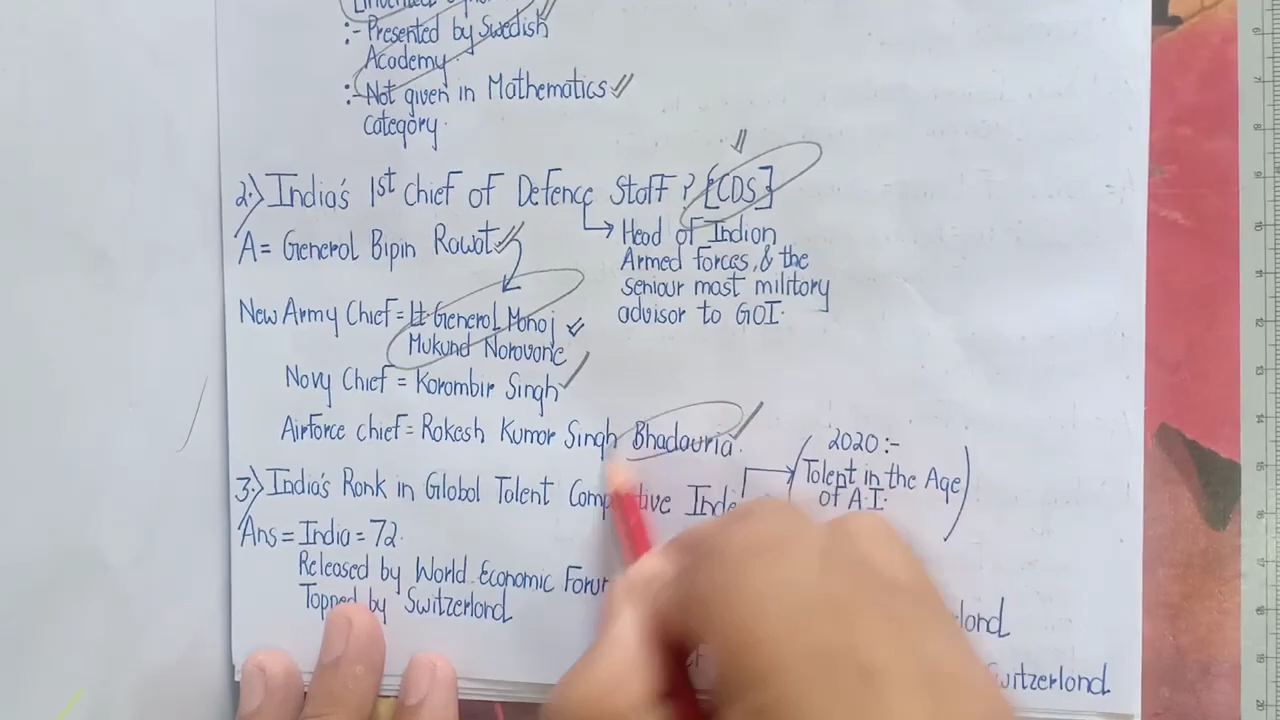 :- Presented by Swedish
Academy.
:- Not given in Mathematics
category.
2.> India's 1st Chief of Defence Staff? [CDS]
→ Head of Indian
Armed forces, & the
seniour most military
advisor to GOI.
A = General Bipin Rawat
New Army Chief = Lt General Manoj
Mukund Naravane
Navy Chief = Karambir Singh
AirForce chief = Rakesh Kumar Singh Bhadauria.
3.> India's Rank in Global Talent Competitive
2020:-
Talent in the Age
of A.I.
Ans = India = 72.
Released by World Economic
Topped by Switzerland
Switzerland